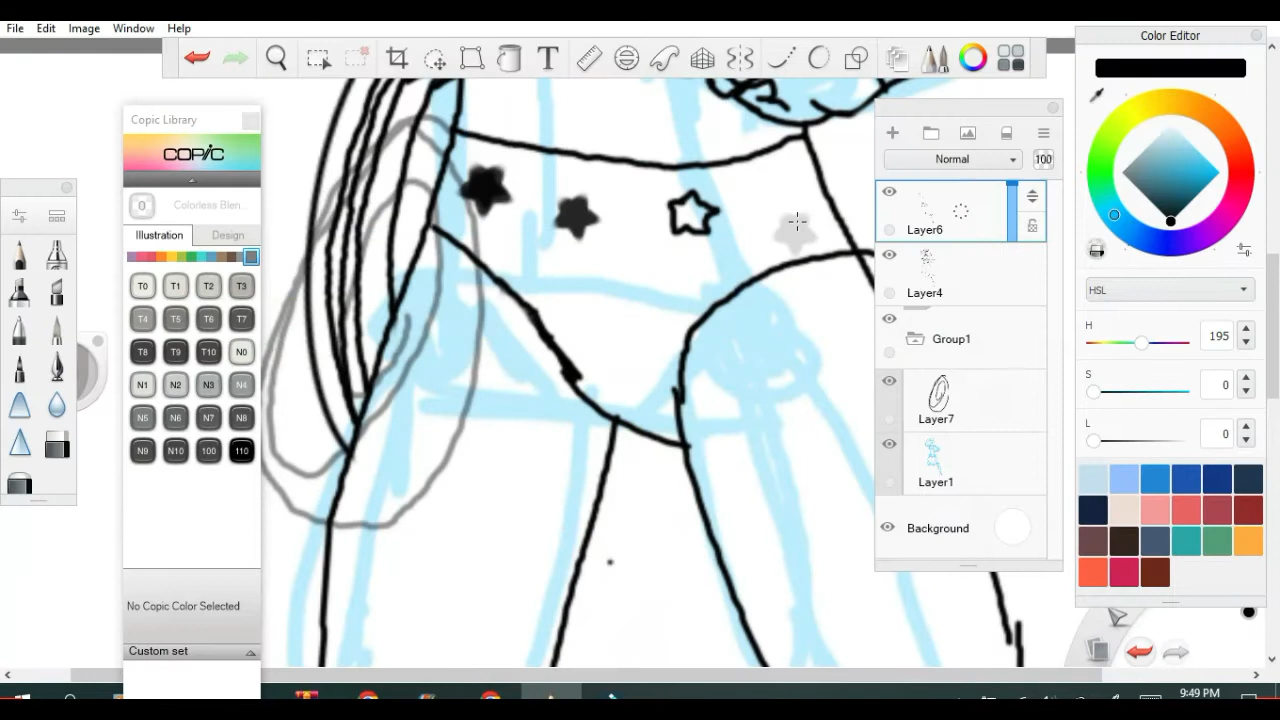 File Edit Image Window Help
T
Color Editor
Copic Library
COPIC
0 Colorless Blen..
Illustration Design
T0 T1 T2 T3
T4 T5 T6 T7
T8 T9 T10 N0
N1 N2 N3 N4
N5 N6 N7 N8
N9 N10 100 110
No Copic Color Selected
Custom set
Normal 100
Layer6
Layer4
Group1
Layer7
Layer1
Background
HSL
H 195
S 0
L 0
9:49 PM